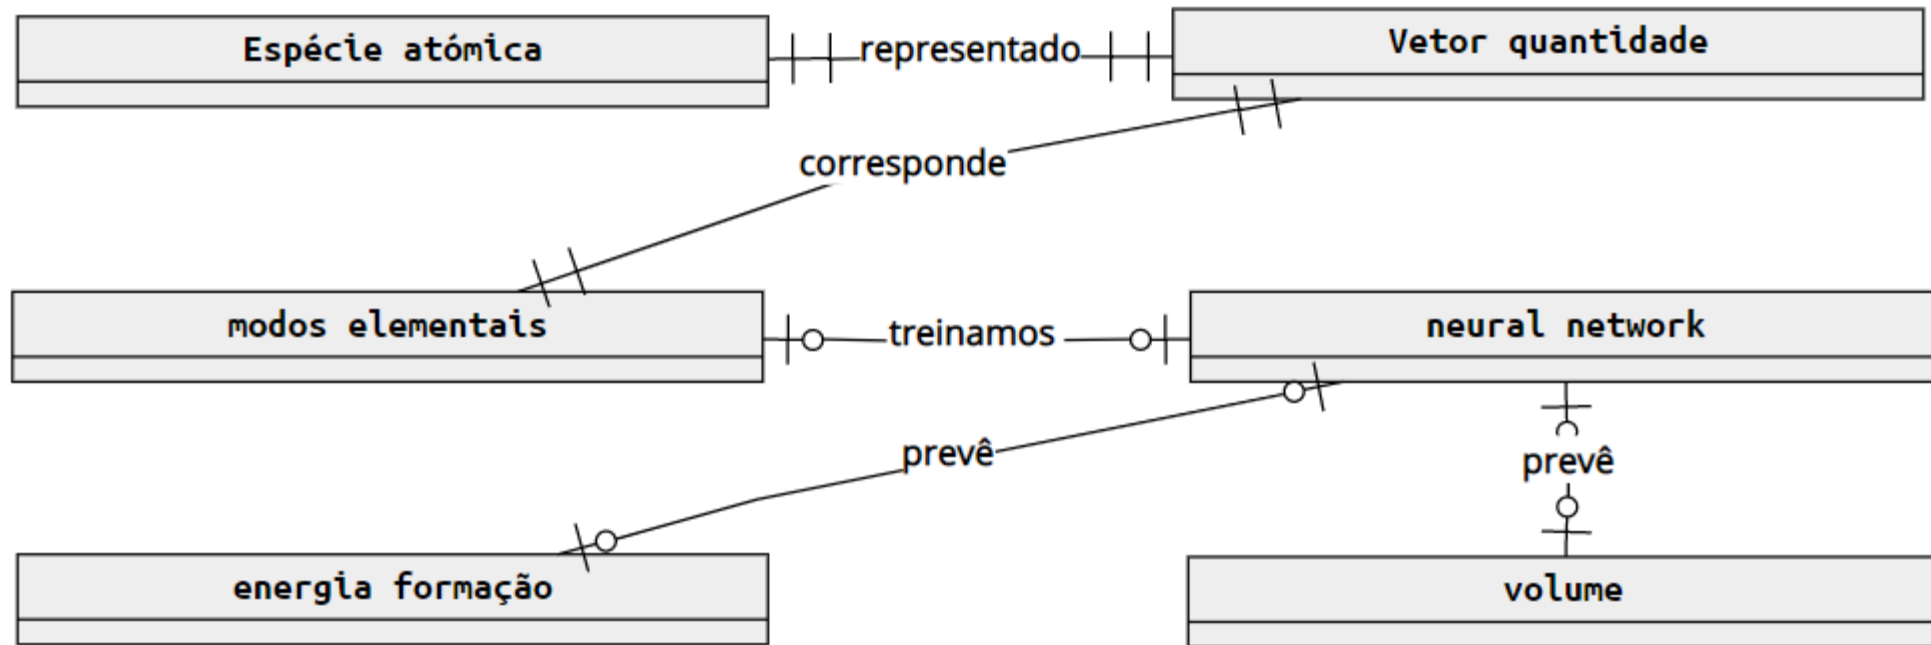 Espécie atómica
representado
Vetor quantidade
corresponde
modos elementais
treinamos
neural network
prevê
prevê
energia formação
volume